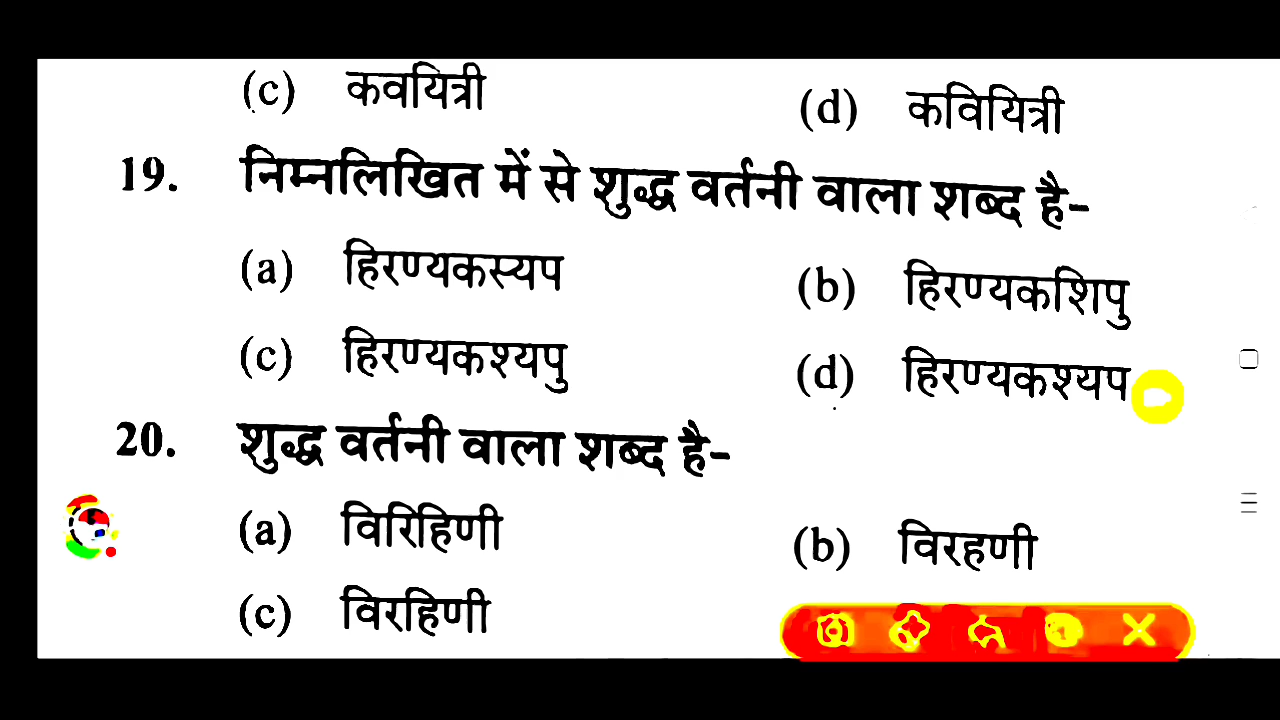 (c) कवयित्री (d) कवियित्री
19. निम्नलिखित में से शुद्ध वर्तनी वाला शब्द है-
(a) हिरण्यकस्यप (b) हिरण्यकशिपु
(c) हिरण्यकश्यपु (d) हिरण्यकश्यप
20. शुद्ध वर्तनी वाला शब्द है-
(a) विरिहिणी (b) विरहणी
(c) विरहिणी